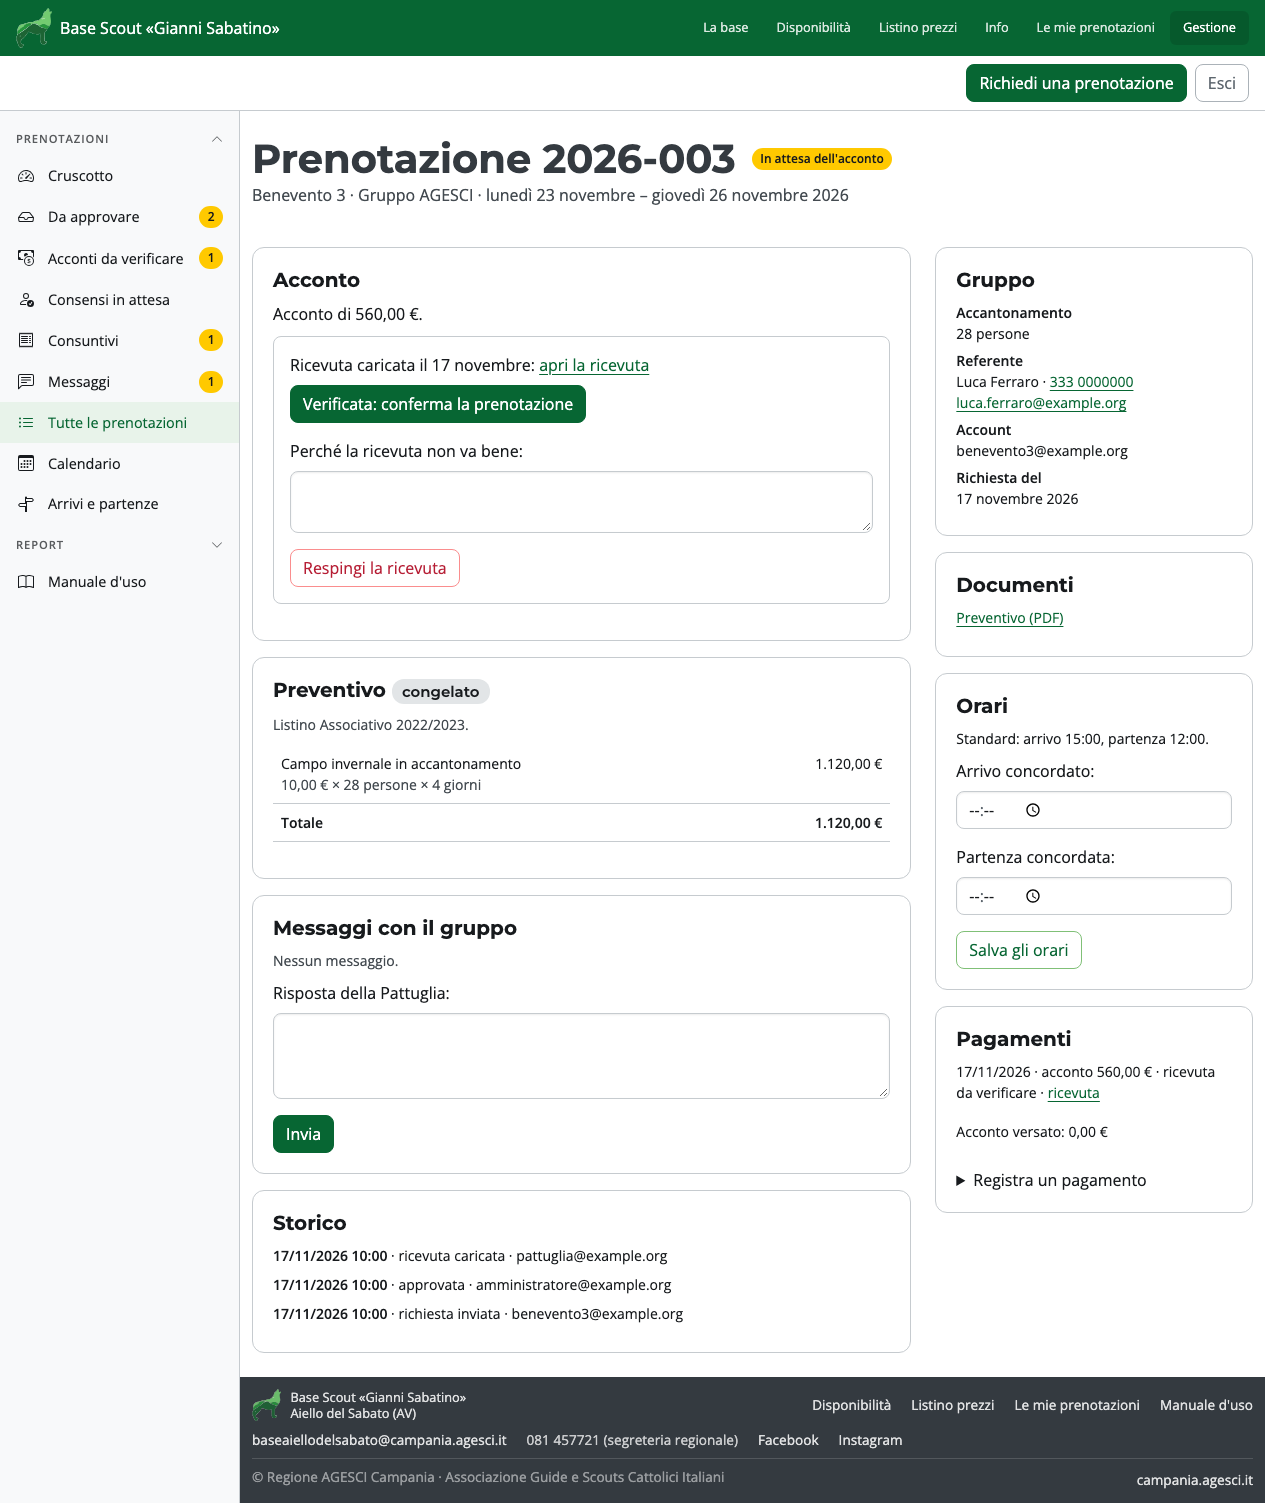 Base Scout «Gianni Sabatino»
La base
Disponibilità
Listino prezzi
Info
Le mie prenotazioni
Gestione
Richiedi una prenotazione
Esci
PRENOTAZIONI
Cruscotto
Da approvare 2
Acconti da verificare 1
Consensi in attesa
Consuntivi 1
Messaggi 1
Tutte le prenotazioni
Calendario
Arrivi e partenze
REPORT
Manuale d'uso
Prenotazione 2026-003 In attesa dell'acconto
Benevento 3 · Gruppo AGESCI · lunedì 23 novembre – giovedì 26 novembre 2026
Acconto
Acconto di 560,00 €.
Ricevuta caricata il 17 novembre: apri la ricevuta
Verificata: conferma la prenotazione
Perché la ricevuta non va bene:
Respingi la ricevuta
Preventivo congelato
Listino Associativo 2022/2023.
Campo invernale in accantonamento 1.120,00 €
10,00 € × 28 persone × 4 giorni
Totale 1.120,00 €
Messaggi con il gruppo
Nessun messaggio.
Risposta della Pattuglia:
Invia
Storico
17/11/2026 10:00 · ricevuta caricata · pattuglia@example.org
17/11/2026 10:00 · approvata · amministratore@example.org
17/11/2026 10:00 · richiesta inviata · benevento3@example.org
Gruppo
Accantonamento
28 persone
Referente
Luca Ferraro · 333 0000000
luca.ferraro@example.org
Account
benevento3@example.org
Richiesta del
17 novembre 2026
Documenti
Preventivo (PDF)
Orari
Standard: arrivo 15:00, partenza 12:00.
Arrivo concordato:
--:--
Partenza concordata:
--:--
Salva gli orari
Pagamenti
17/11/2026 · acconto 560,00 € · ricevuta
da verificare · ricevuta
Acconto versato: 0,00 €
Registra un pagamento
Base Scout «Gianni Sabatino»
Aiello del Sabato (AV)
Disponibilità
Listino prezzi
Le mie prenotazioni
Manuale d'uso
baseaiellodelsabato@campania.agesci.it
081 457721 (segreteria regionale)
Facebook
Instagram
© Regione AGESCI Campania · Associazione Guide e Scouts Cattolici Italiani
campania.agesci.it